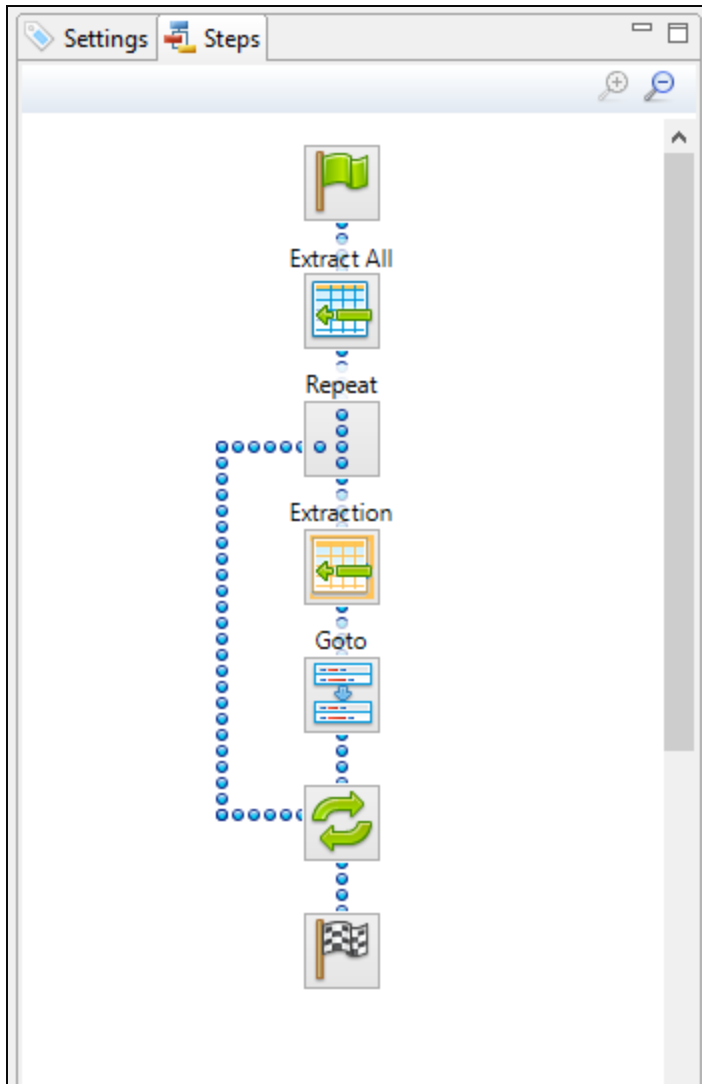 Settings
Steps
Extract All
Repeat
Extraction
Goto